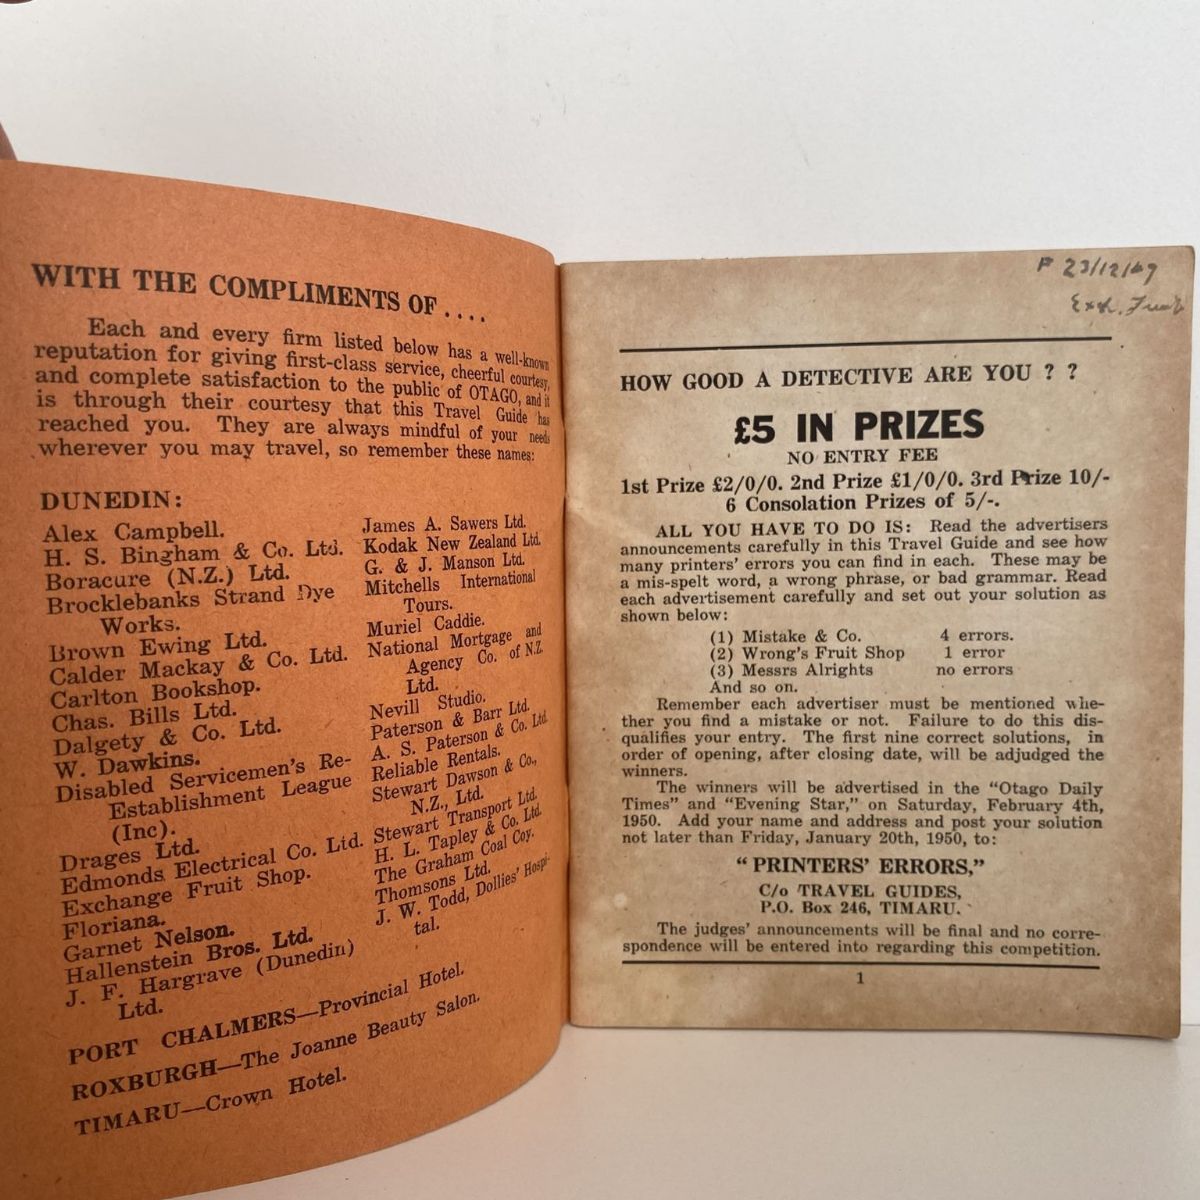 WITH THE COMPLIMENTS OF ....
Each and every firm listed below has a well-known
reputation for giving first-class service, cheerful courtesy,
and complete satisfaction to the public of OTAGO, and it
is through their courtesy that this Travel Guide has
reached you. They are always mindful of your needs
wherever you may travel, so remember these names:
DUNEDIN:
Alex Campbell.
H. S. Bingham & Co. Ltd.
Boracure (N.Z.) Ltd.
Brocklebanks Strand Dye
Works.
Brown Ewing Ltd.
Calder Mackay & Co. Ltd.
Carlton Bookshop.
Chas. Bills Ltd.
Dalgety & Co. Ltd.
W. Dawkins.
Disabled Servicemen's Re-
Establishment League
(Inc).
Drages Ltd.
Edmonds Electrical Co. Ltd.
Exchange Fruit Shop.
Floriana.
Garnet Nelson.
Hallenstein Bros. Ltd.
J. F. Hargrave (Dunedin)
Ltd.
James A. Sawers Ltd.
Kodak New Zealand Ltd.
G. & J. Manson Ltd.
Mitchells International
Tours.
Muriel Caddie.
National Mortgage and
Agency Co. of N.Z.
Ltd.
Nevill Studio.
Paterson & Barr Ltd.
A. S. Paterson & Co. Ltd.
Reliable Rentals.
Stewart Dawson & Co.,
N.Z., Ltd.
Stewart Transport Ltd.
H. L. Tapley & Co. Ltd.
The Graham Coal Coy.
Thomsons Ltd.
J. W. Todd, Dollies' Hospi-
tal.
PORT CHALMERS—Provincial Hotel.
ROXBURGH—The Joanne Beauty Salon.
TIMARU—Crown Hotel.
23/12/49
Exch.
HOW GOOD A DETECTIVE ARE YOU ? ?
£5 IN PRIZES
NO ENTRY FEE
1st Prize £2/0/0. 2nd Prize £1/0/0. 3rd Prize 10/-
6 Consolation Prizes of 5/-.
ALL YOU HAVE TO DO IS: Read the advertisers
announcements carefully in this Travel Guide and see how
many printers' errors you can find in each. These may be
a mis-spelt word, a wrong phrase, or bad grammar. Read
each advertisement carefully and set out your solution as
shown below:
(1) Mistake & Co. 4 errors.
(2) Wrong's Fruit Shop 1 error
(3) Messrs Alrights no errors
And so on.
Remember each advertiser must be mentioned whe-
ther you find a mistake or not. Failure to do this dis-
qualifies your entry. The first nine correct solutions, in
order of opening, after closing date, will be adjudged the
winners.
The winners will be advertised in the "Otago Daily
Times" and "Evening Star," on Saturday, February 4th,
1950. Add your name and address and post your solution
not later than Friday, January 20th, 1950, to:
"PRINTERS' ERRORS,"
C/o TRAVEL GUIDES,
P.O. Box 246, TIMARU.
The judges' announcements will be final and no corre-
spondence will be entered into regarding this competition.
1